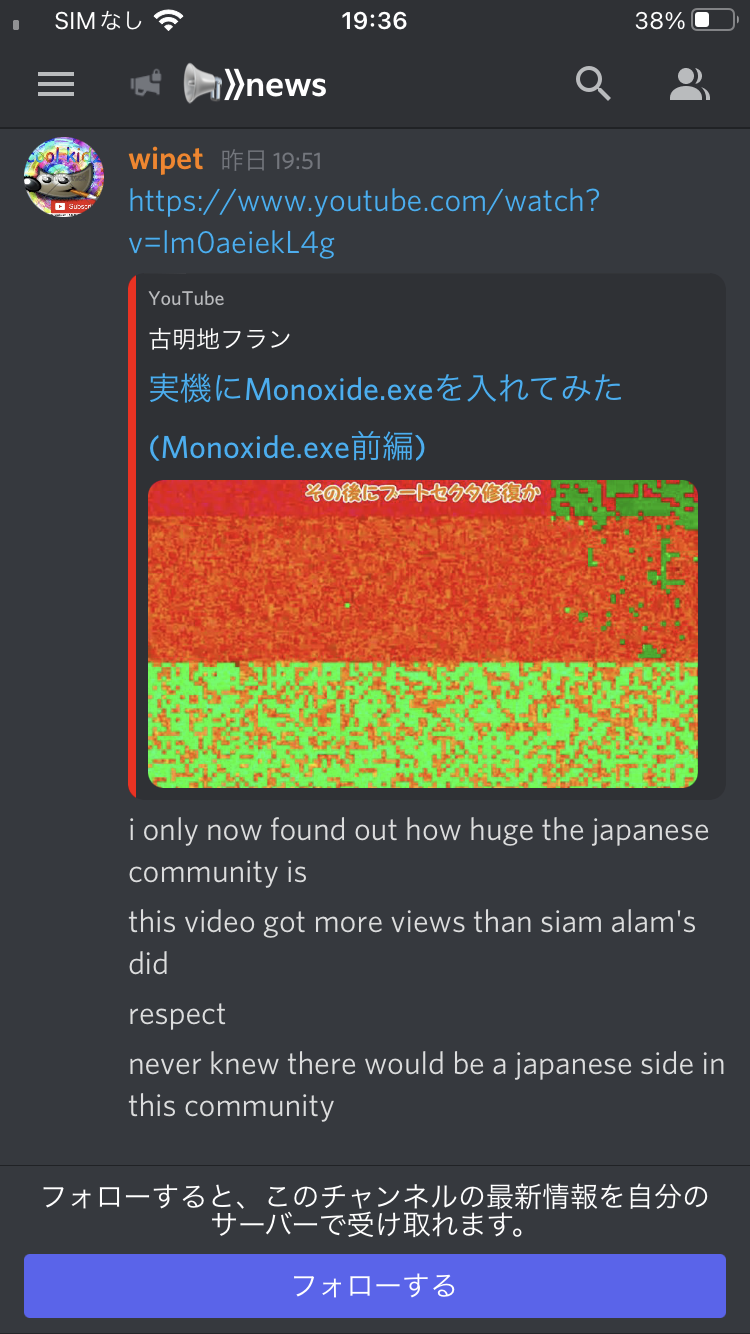 SIMなし 19:36 38%
》news
wipet 昨日 19:51
https://www.youtube.com/watch?
v=lm0aeiekL4g
YouTube
古明地フラン
実機にMonoxide.exeを入れてみた
(Monoxide.exe前編)
その後にブートセクタ修復か
i only now found out how huge the japanese
community is
this video got more views than siam alam's
did
respect
never knew there would be a japanese side in
this community
フォローすると、このチャンネルの最新情報を自分の
サーバーで受け取れます。
フォローする